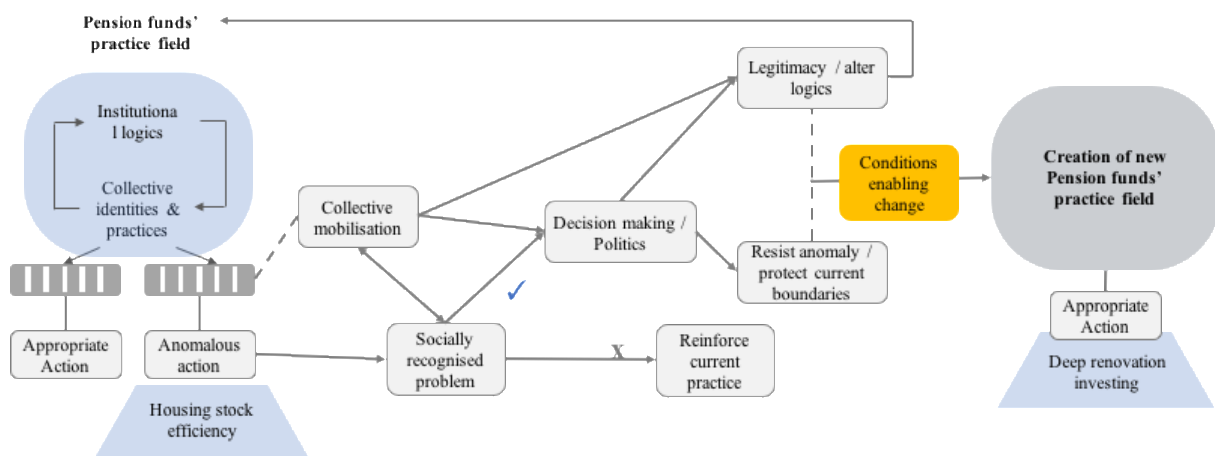 Pension funds'
practice field
Institutiona
l logics
Collective
identities &
practices
Appropriate
Action
Anomalous
action
Housing stock
efficiency
Collective
mobilisation
Socially
recognised
problem
✓
X
Decision making /
Politics
Reinforce
current
practice
Legitimacy / alter
logics
Resist anomaly /
protect current
boundaries
Conditions
enabling
change
Creation of new
Pension funds'
practice field
Appropriate
Action
Deep renovation
investing